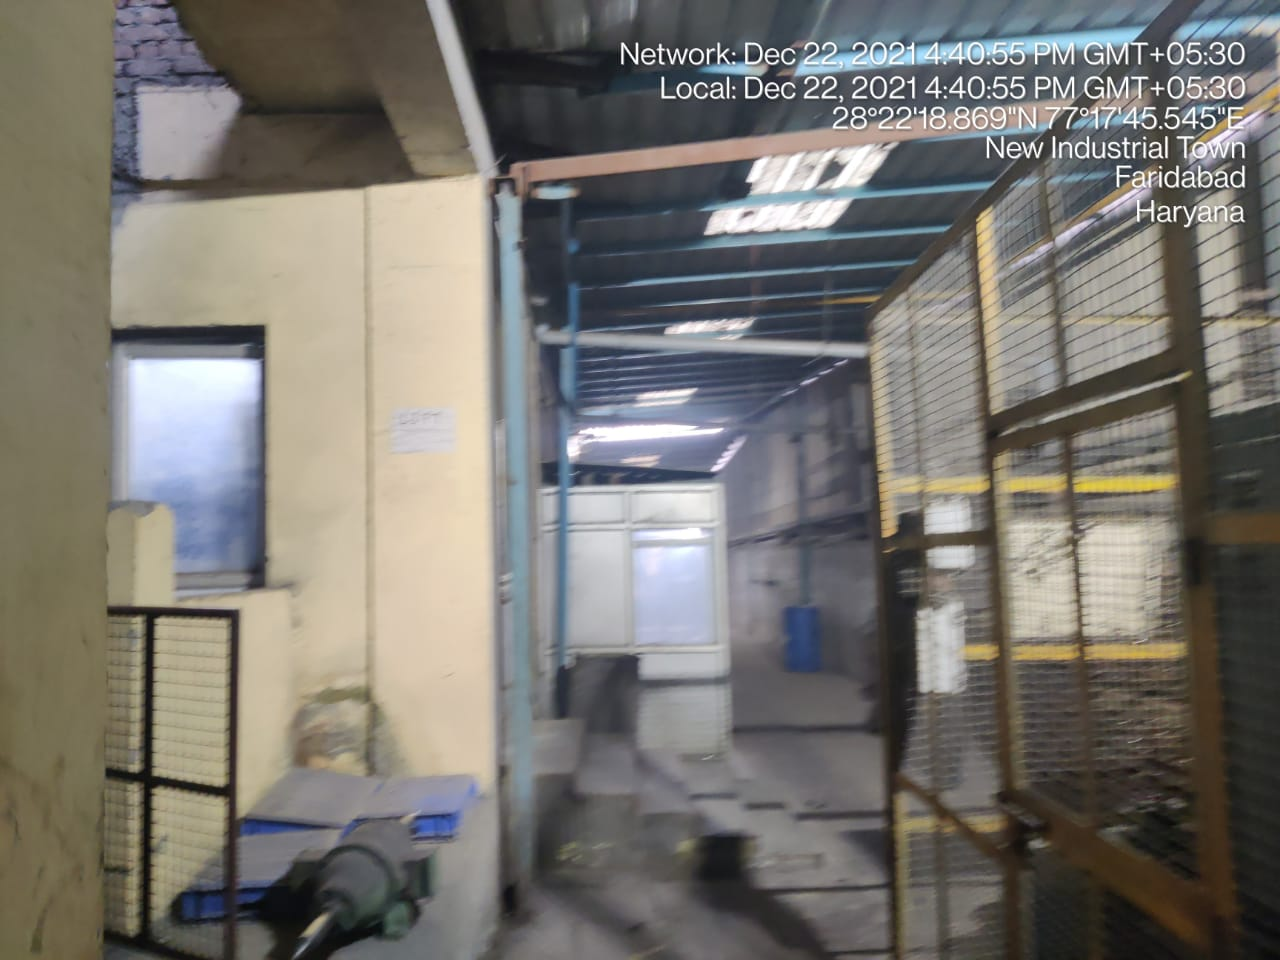 Network: Dec 22, 2021 4:40:55 PM GMT+05:30
Local: Dec 22, 2021 4:40:55 PM GMT+05:30
28°22'18.869"N 77°17'45.545"E
New Industrial Town
Faridabad
Haryana